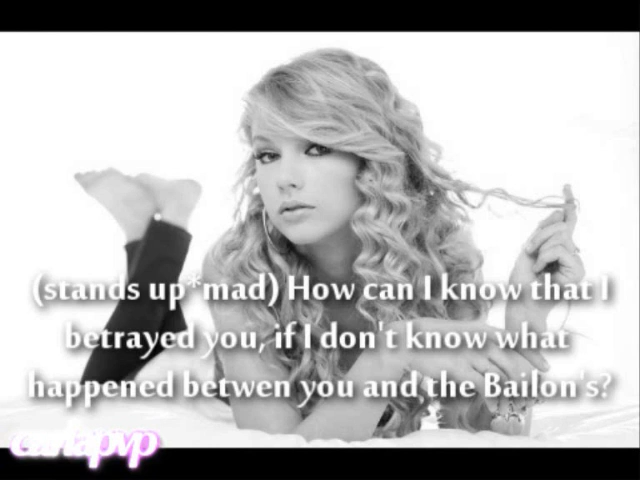 (stands up*mad) How can I know that I
betrayed you, if I don't know what
happened betwen you and the Bailon's?
carlapvp